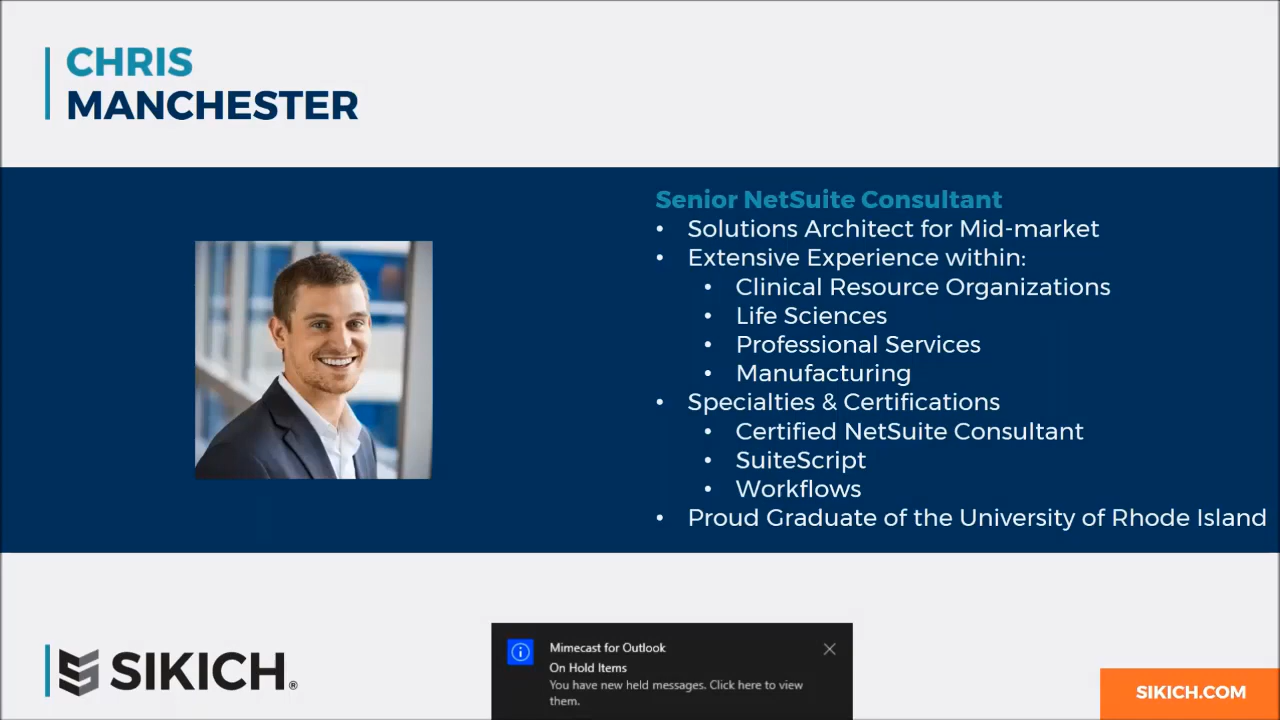 CHRIS
MANCHESTER
Senior NetSuite Consultant
• Solutions Architect for Mid-market
• Extensive Experience within:
• Clinical Resource Organizations
• Life Sciences
• Professional Services
• Manufacturing
• Specialties & Certifications
• Certified NetSuite Consultant
• SuiteScript
• Workflows
• Proud Graduate of the University of Rhode Island
SIKICH®
Mimecast for Outlook
On Hold Items
You have new held messages. Click here to view
them.
SIKICH.COM